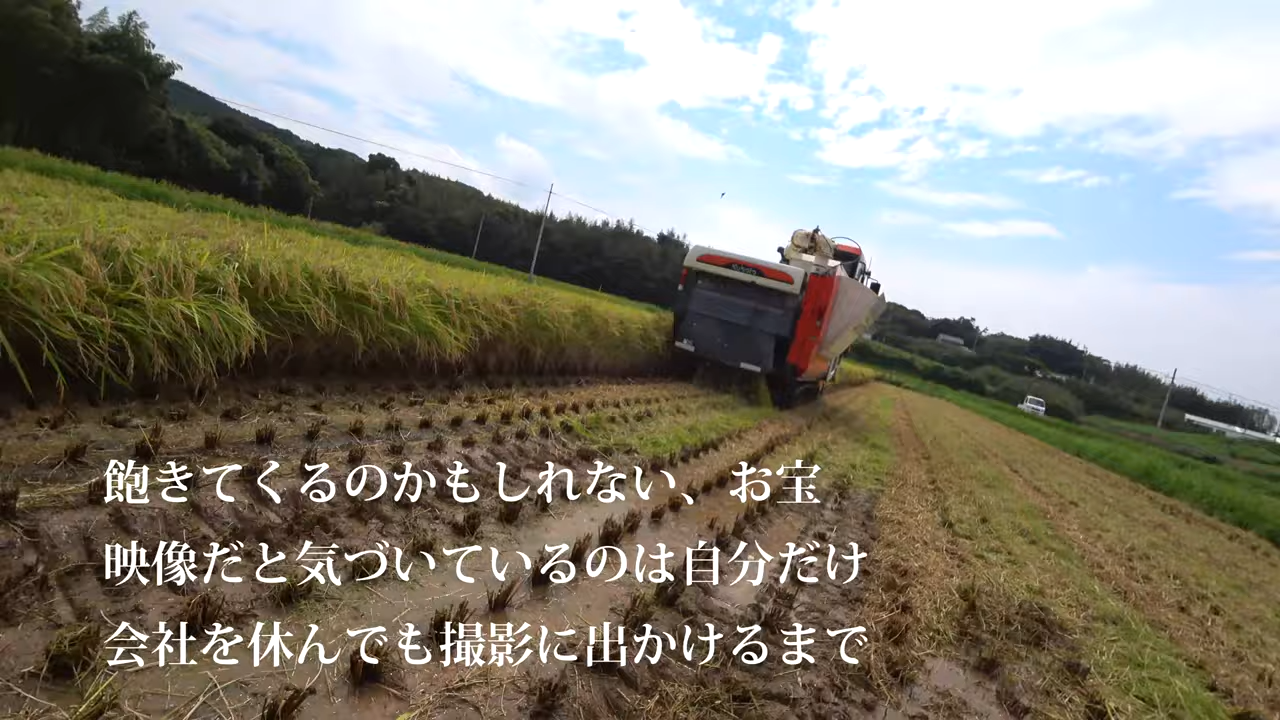 飽きてくるのかもしれない、お宝
映像だと気づいているのは自分だけ
会社を休んでも撮影に出かけるまで